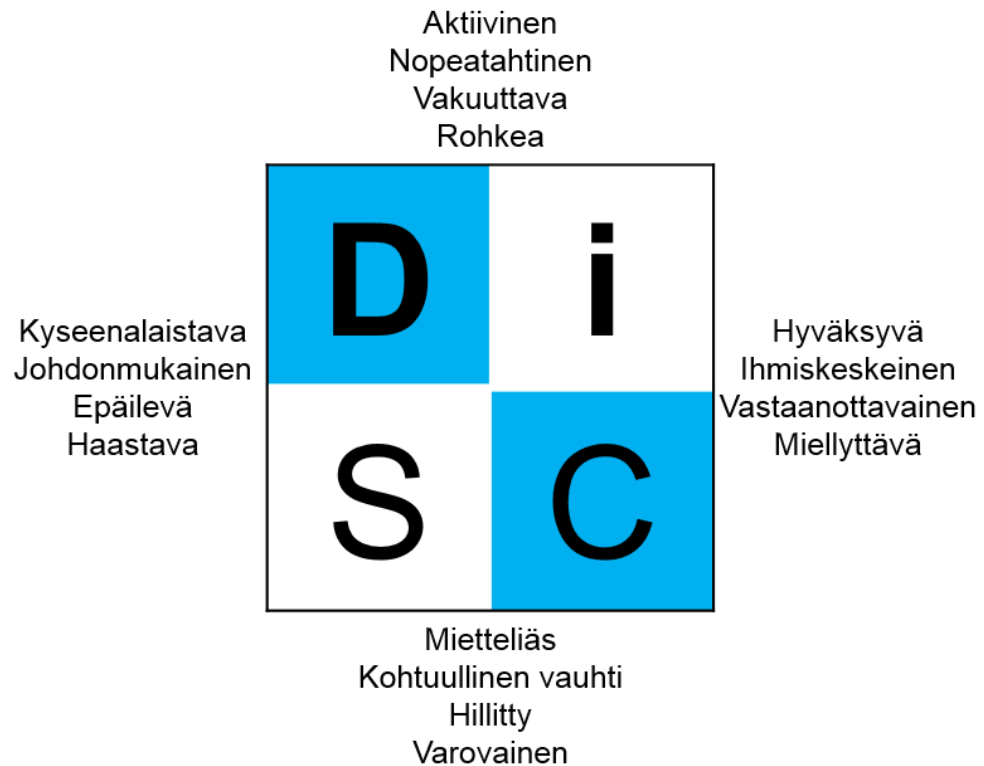 Aktiivinen
Nopeatahtinen
Vakuuttava
Rohkea
D i
Kyseenalaistava
Johdonmukainen
Epäilevä
Haastava
Hyväksyvä
Ihmiskeskeinen
Vastaanottavainen
Miellyttävä
S C
Mietteliäs
Kohtuullinen vauhti
Hillitty
Varovainen